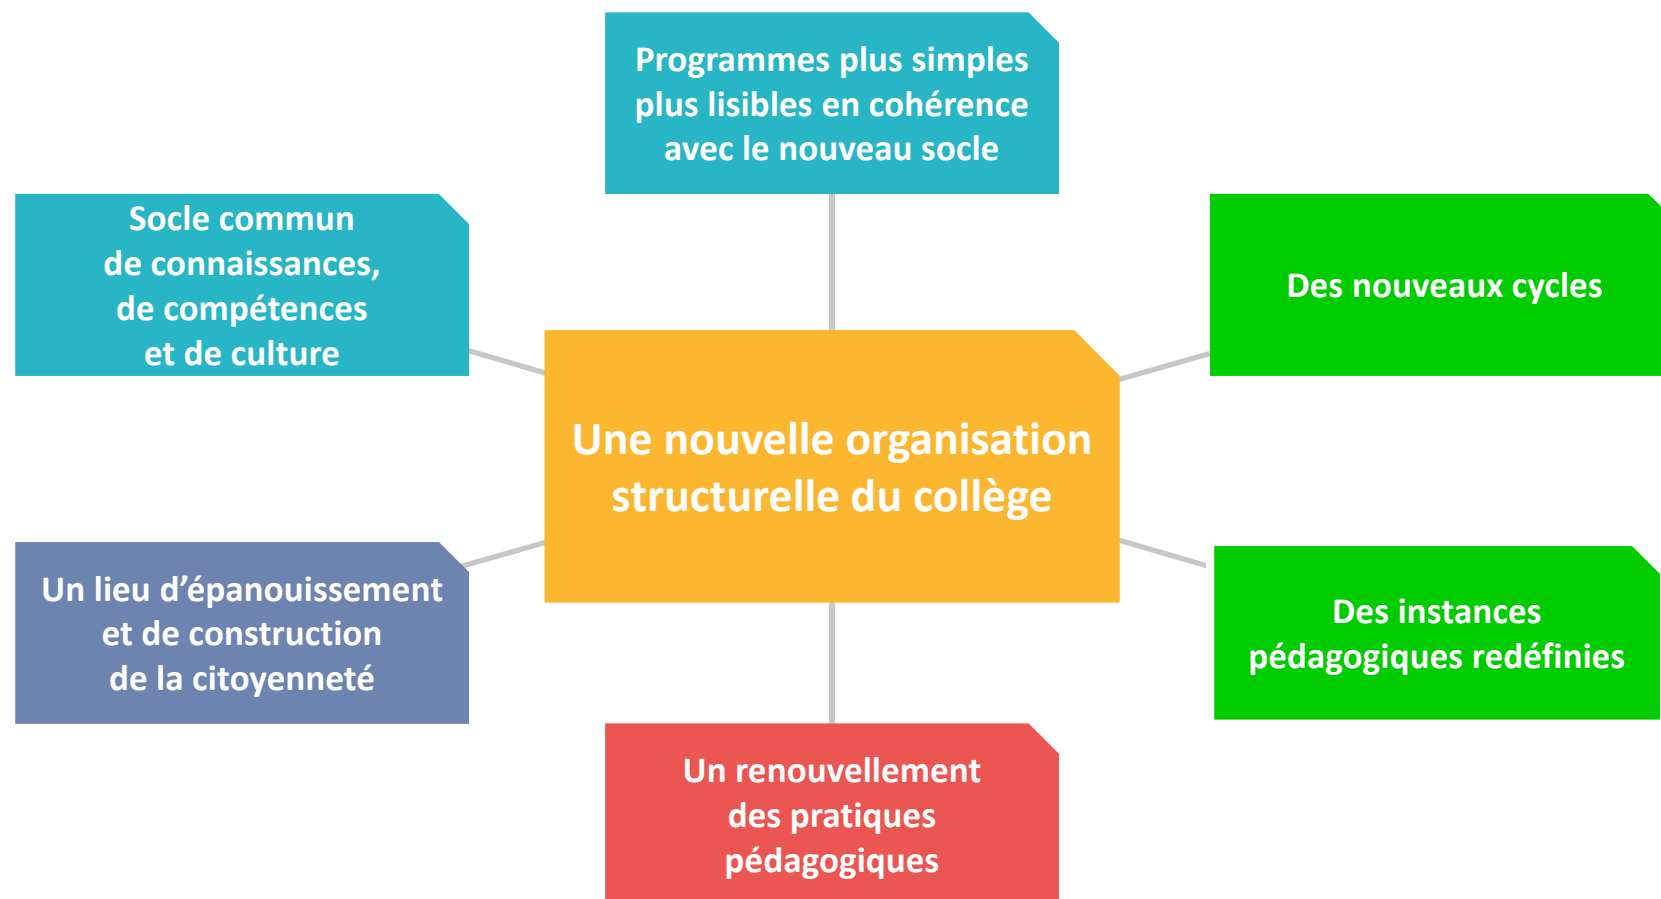 Programmes plus simples
plus lisibles en cohérence
avec le nouveau socle
Socle commun
de connaissances,
de compétences
et de culture
Des nouveaux cycles
Une nouvelle organisation
structurelle du collège
Un lieu d’épanouissement
et de construction
de la citoyenneté
Des instances
pédagogiques redéfinies
Un renouvellement
des pratiques
pédagogiques